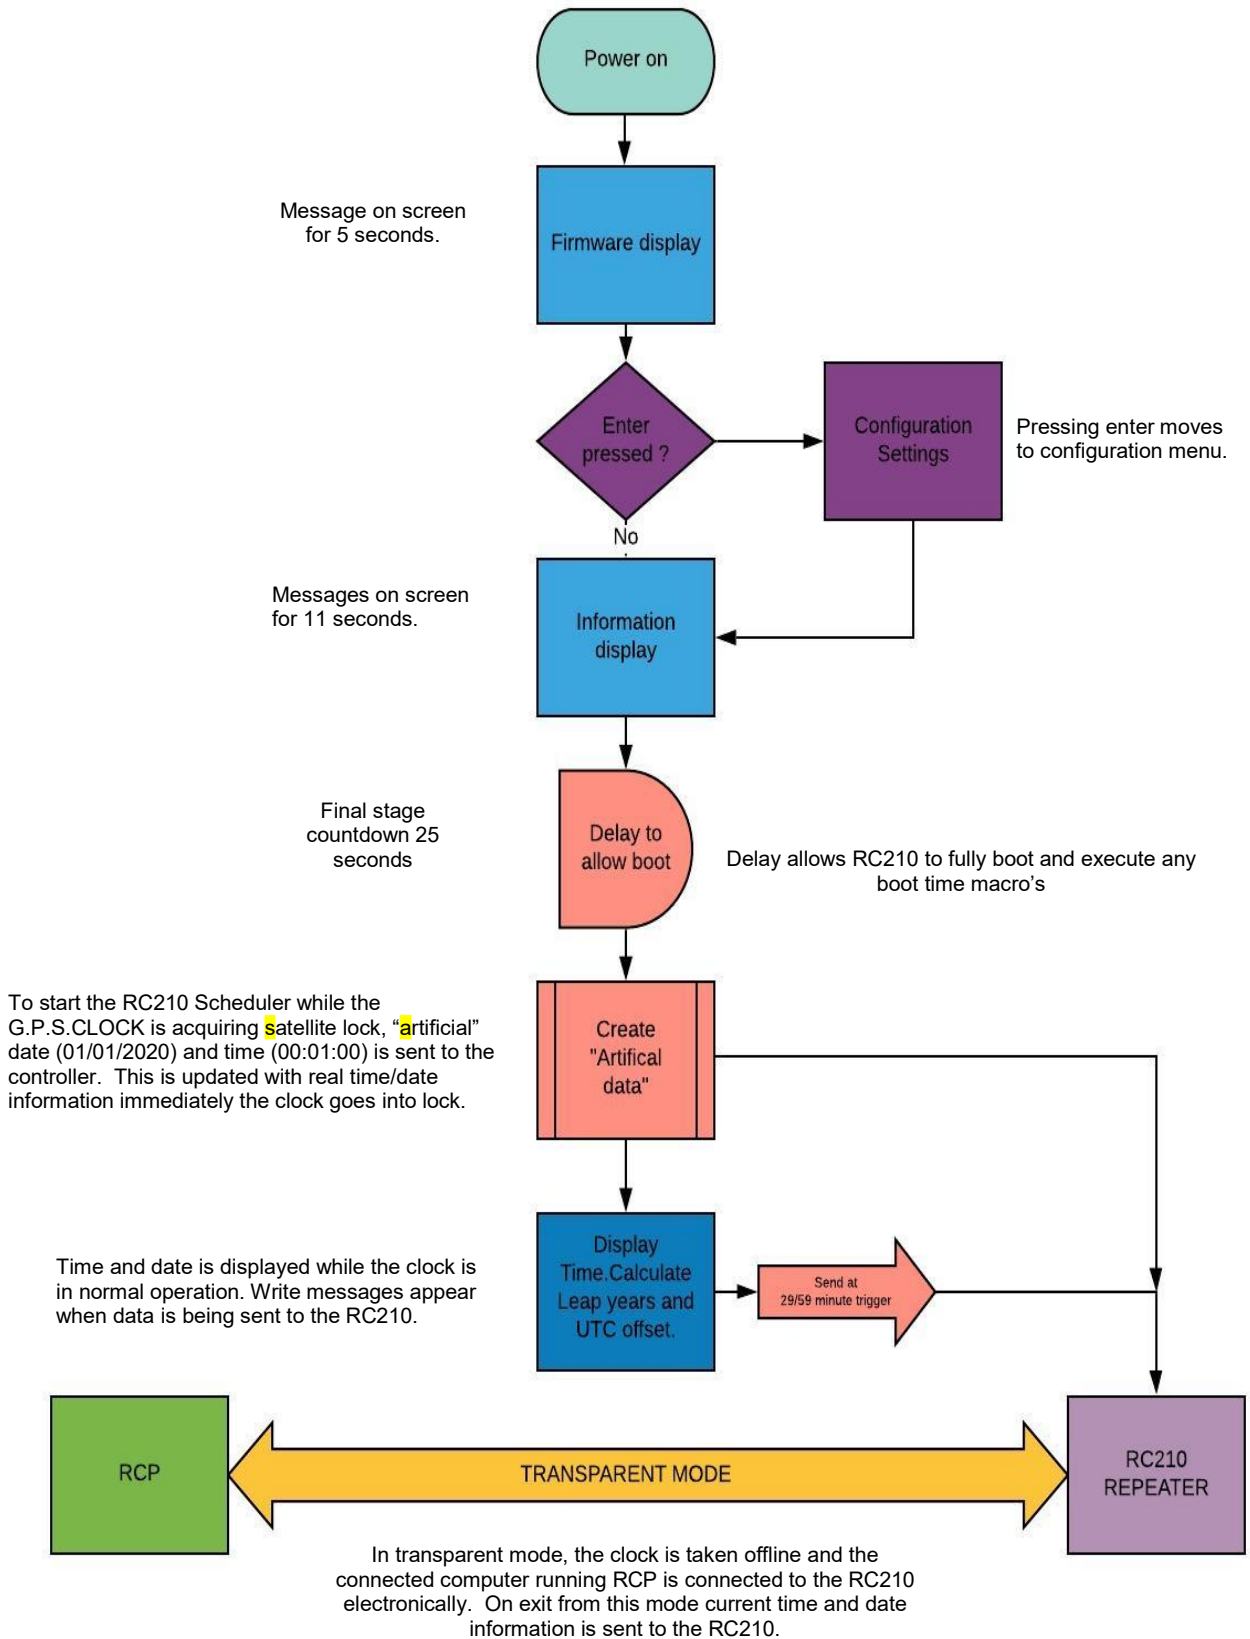 Power on
Message on screen
for 5 seconds.
Firmware display
Enter
pressed ?
Configuration
Settings
Pressing enter moves
to configuration menu.
No
Messages on screen
for 11 seconds.
Information
display
Final stage
countdown 25
seconds
Delay to
allow boot
Delay allows RC210 to fully boot and execute any
boot time macro’s
To start the RC210 Scheduler while the
G.P.S.CLOCK is acquiring satellite lock, “artificial”
date (01/01/2020) and time (00:01:00) is sent to the
controller.  This is updated with real time/date
information immediately the clock goes into lock.
Create
"Artifical
data"
Time and date is displayed while the clock is
in normal operation. Write messages appear
when data is being sent to the RC210.
Display
Time.Calculate
Leap years and
UTC offset.
Send at
29/59 minute trigger
RCP
TRANSPARENT MODE
RC210
REPEATER
In transparent mode, the clock is taken offline and the
connected computer running RCP is connected to the RC210
electronically.  On exit from this mode current time and date
information is sent to the RC210.